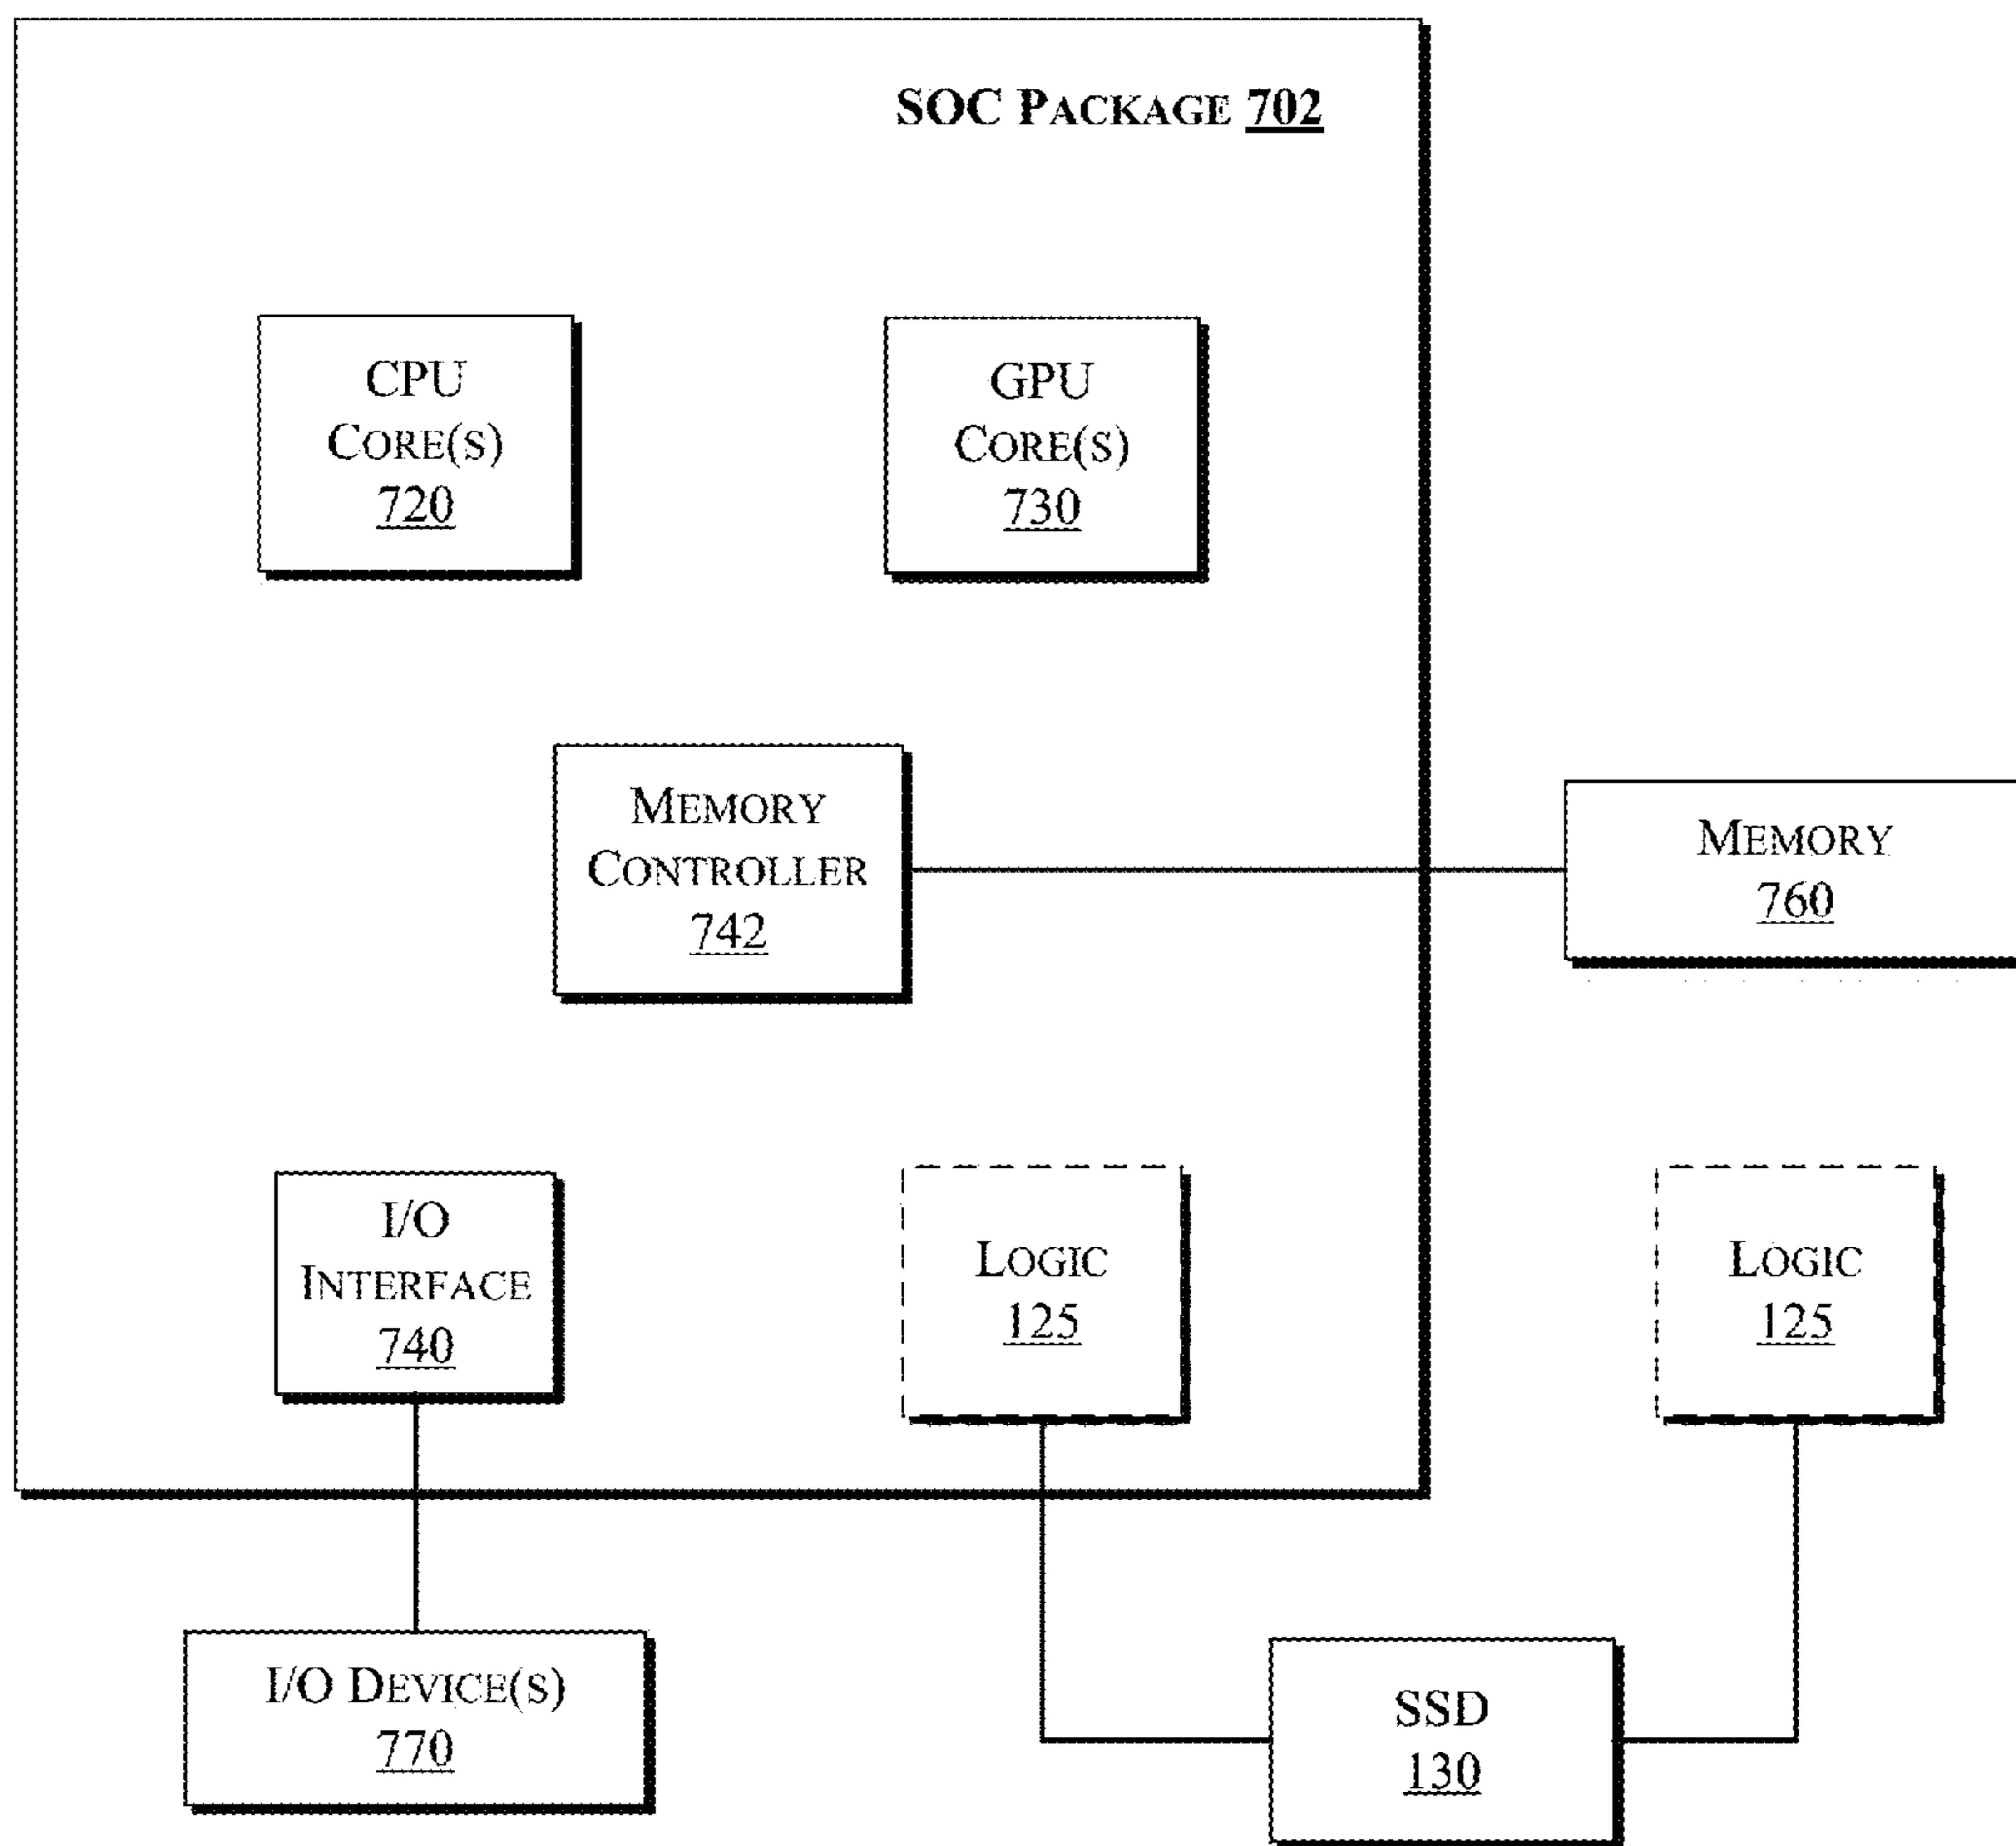 SOC PACKAGE 702
CPU
CORE(S)
720
GPU
CORE(S)
730
MEMORY
CONTROLLER
742
MEMORY
760
I/O
INTERFACE
740
LOGIC
125
LOGIC
125
I/O DEVICE(S)
770
SSD
130